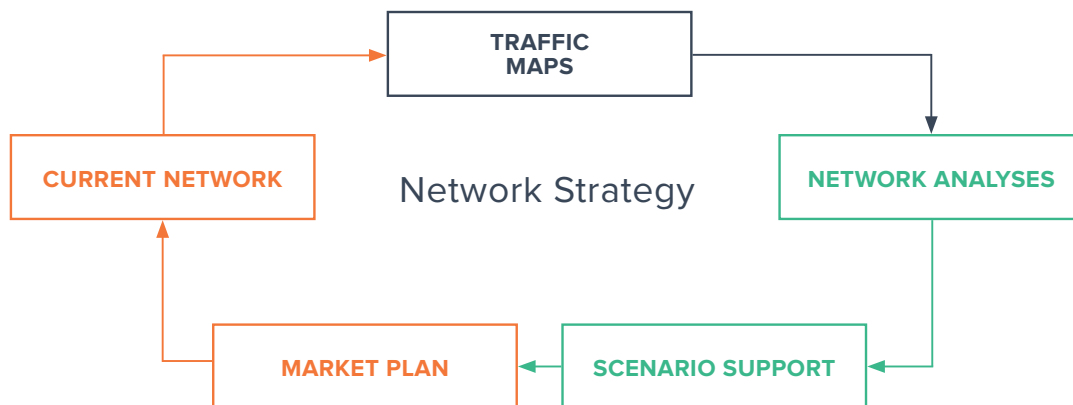 TRAFFIC
MAPS
CURRENT NETWORK
NETWORK ANALYSES
Network Strategy
MARKET PLAN
SCENARIO SUPPORT